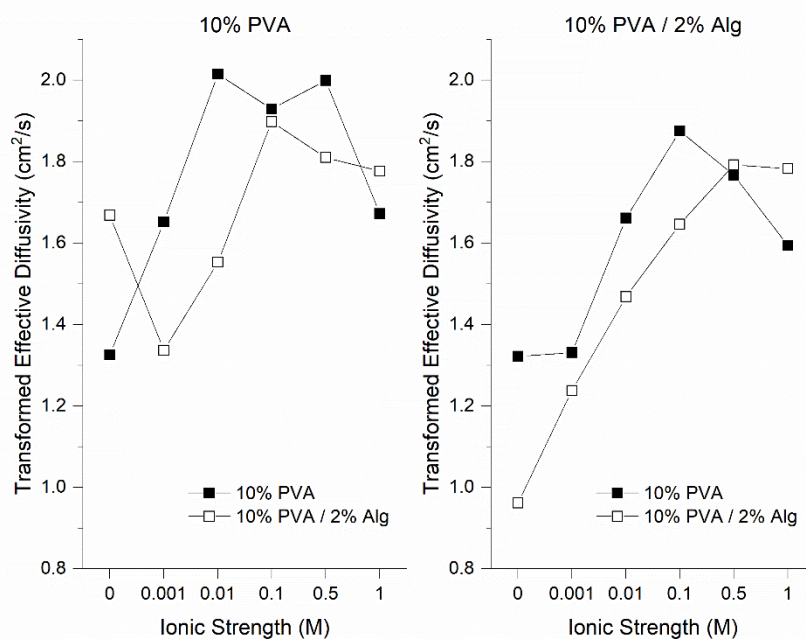 10% PVA
Transformed Effective Diffusivity (cm²/s)
2.0
1.8
1.6
1.4
1.2
1.0
0.8
10% PVA
10% PVA / 2% Alg
0 0.001 0.01 0.1 0.5 1
Ionic Strength (M)
10% PVA / 2% Alg
Transformed Effective Diffusivity (cm²/s)
2.0
1.8
1.6
1.4
1.2
1.0
0.8
10% PVA
10% PVA / 2% Alg
0 0.001 0.01 0.1 0.5 1
Ionic Strength (M)